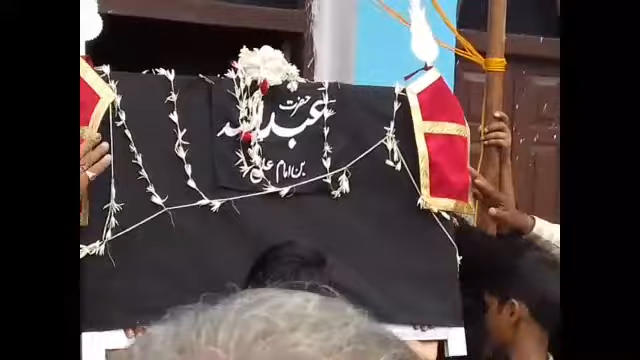 حضرت
عبداللہ
بن امام علی